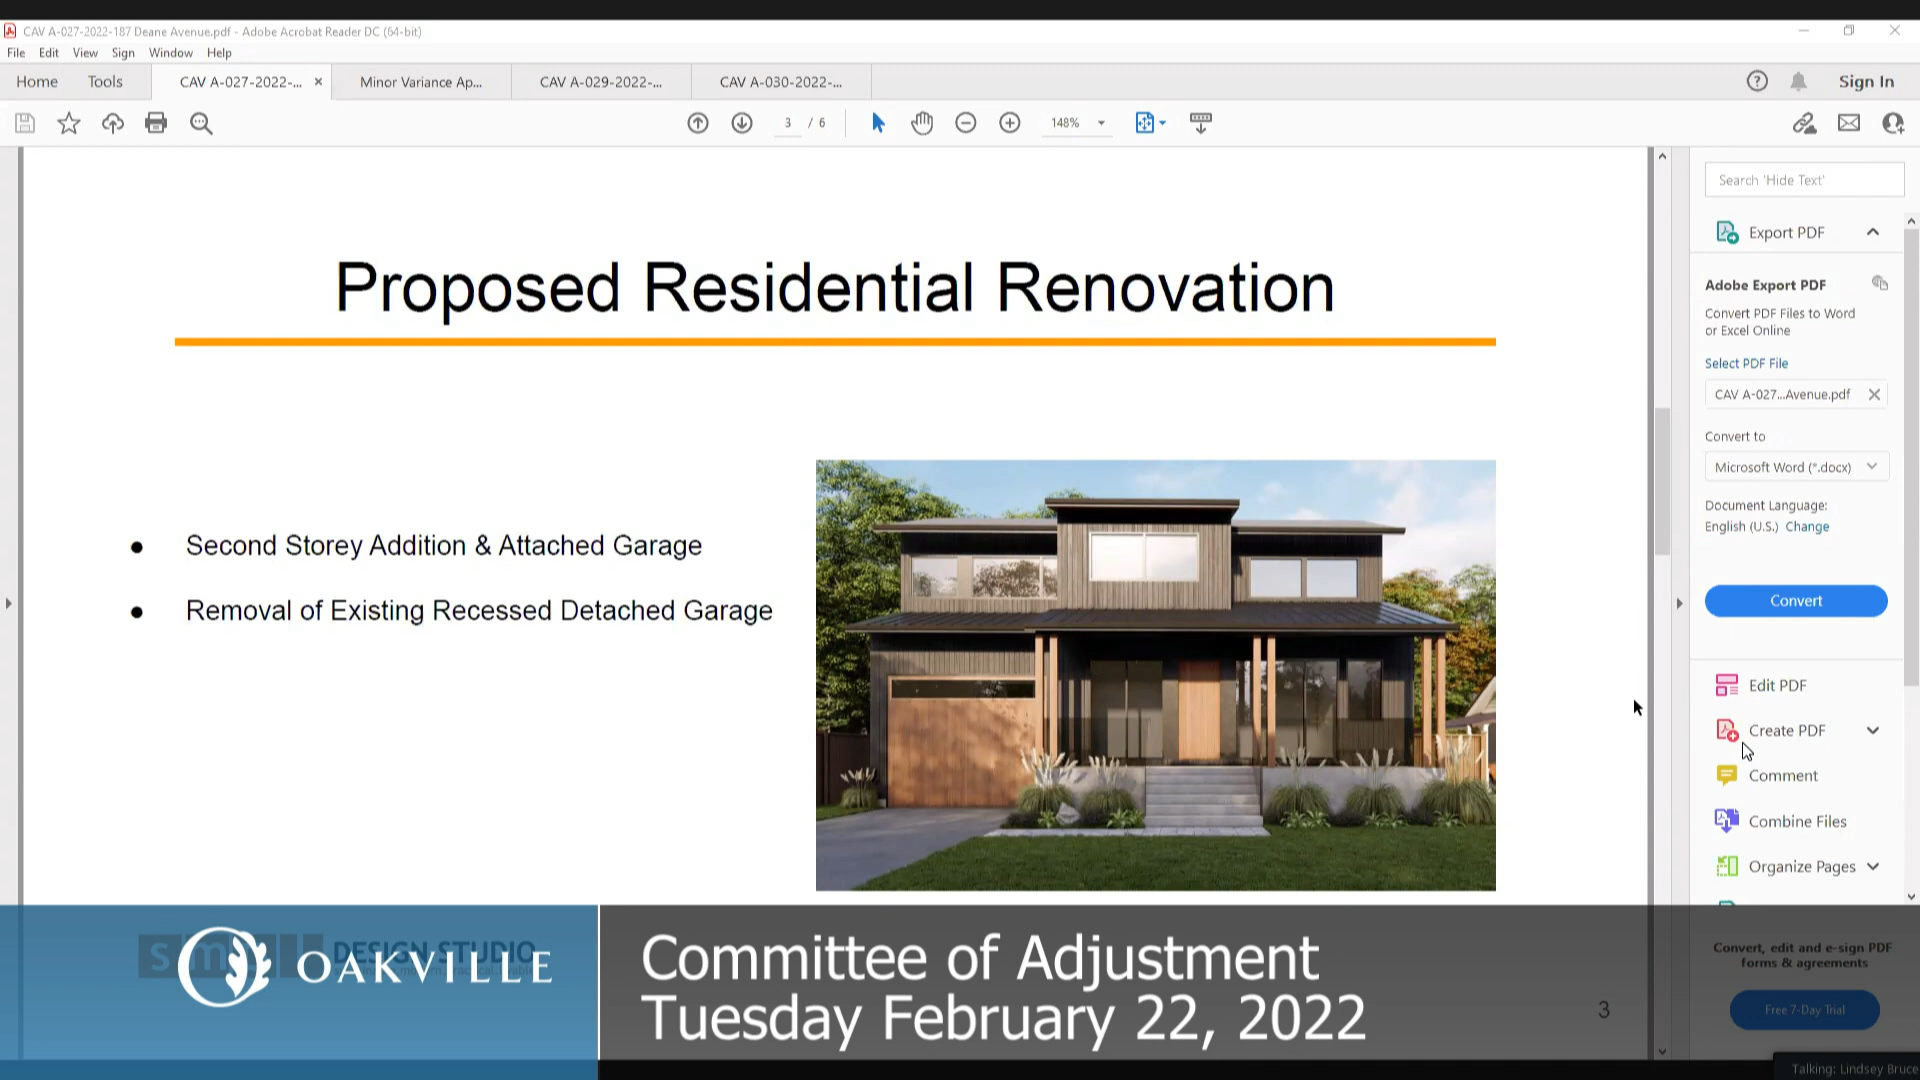 CAV A-027-2022-187 Deane Avenue.pdf - Adobe Acrobat Reader DC (64-bit)
File Edit View Sign Window Help
Home Tools CAV A-027-2022-... × Minor Variance Ap... CAV A-029-2022-... CAV A-030-2022-... Sign In
3 / 6 148%
Search 'Hide Text'
Export PDF
Adobe Export PDF
Convert PDF Files to Word
or Excel Online
Select PDF File
CAV A-027...Avenue.pdf
Convert to
Microsoft Word (*.docx)
Document Language:
English (U.S.) Change
Convert
Edit PDF
Create PDF
Comment
Combine Files
Organize Pages
Convert, edit and e-sign PDF
forms & agreements
Free 7-Day Trial
Proposed Residential Renovation
● Second Storey Addition & Attached Garage
● Removal of Existing Recessed Detached Garage
DESIGN STUDIO
OAKVILLE
Committee of Adjustment
Tuesday February 22, 2022
3
Talking: Lindsey Bruce